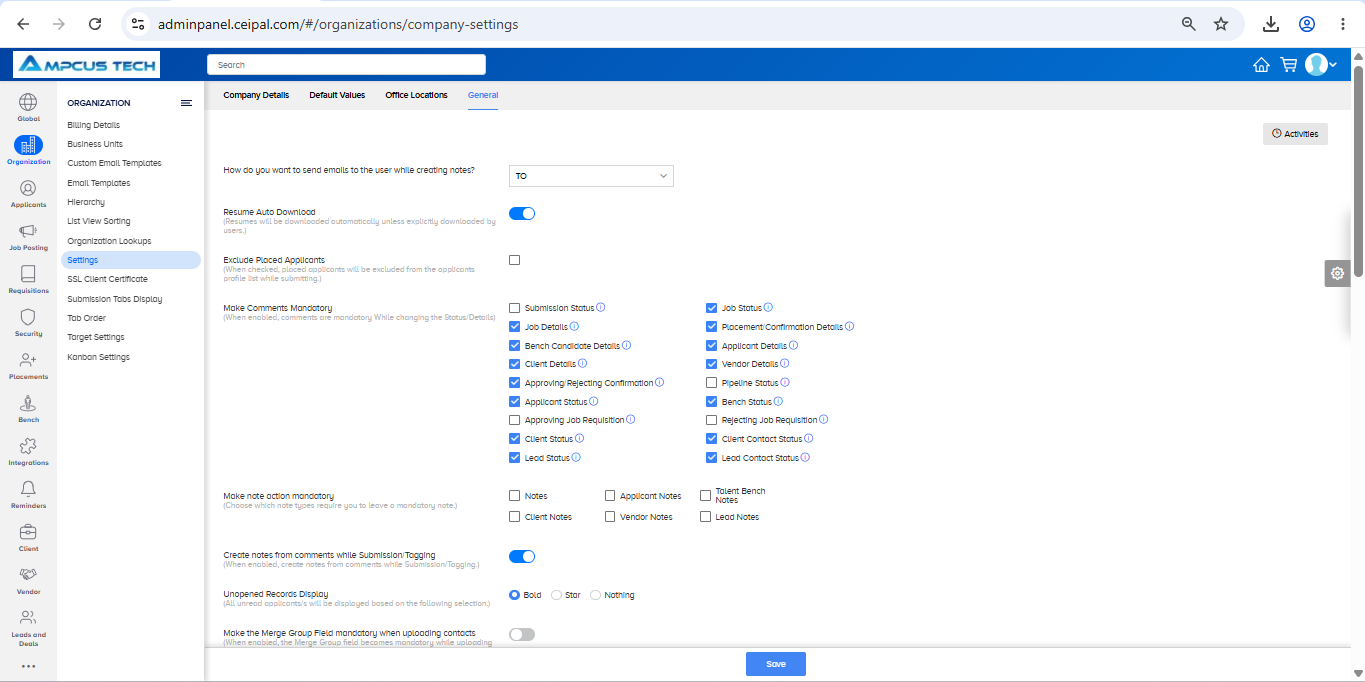 adminpanel.ceipal.com/#/organizations/company-settings
AMPCUS TECH
Search
Global
Organization
Applicants
Job Posting
Requisitions
Security
Placements
Bench
Integrations
Reminders
Client
Vendor
Leads and
Deals
ORGANIZATION
Billing Details
Business Units
Custom Email Templates
Email Templates
Hierarchy
List View Sorting
Organization Lookups
Settings
SSL Client Certificate
Submission Tabs Display
Tab Order
Target Settings
Kanban Settings
Company Details Default Values Office Locations General
Activities
How do you want to send emails to the user while creating notes? TO
Resume Auto Download
(Resumes will be downloaded automatically unless explicitly downloaded by
users.)
Exclude Placed Applicants
(When checked, placed applicants will be excluded from the applicants
profile list while submitting.)
Make Comments Mandatory
(When enabled, comments are mandatory While changing the Status/Details)
Submission Status Job Status
Job Details Placement/Confirmation Details
Bench Candidate Details Applicant Details
Client Details Vendor Details
Approving/Rejecting Confirmation Pipeline Status
Applicant Status Bench Status
Approving Job Requisition Rejecting Job Requisition
Client Status Client Contact Status
Lead Status Lead Contact Status
Make note action mandatory
(Choose which note types require you to leave a mandatory note.)
Notes Applicant Notes Talent Bench
Notes
Client Notes Vendor Notes Lead Notes
Create notes from comments while Submission/Tagging
(When enabled, create notes from comments while Submission/Tagging.)
Unopened Records Display
(All unread applicants/s will be displayed based on the following selection.)
Bold Star Nothing
Make the Merge Group Field mandatory when uploading contacts
(When enabled, the Merge Group field becomes mandatory while uploading
Save